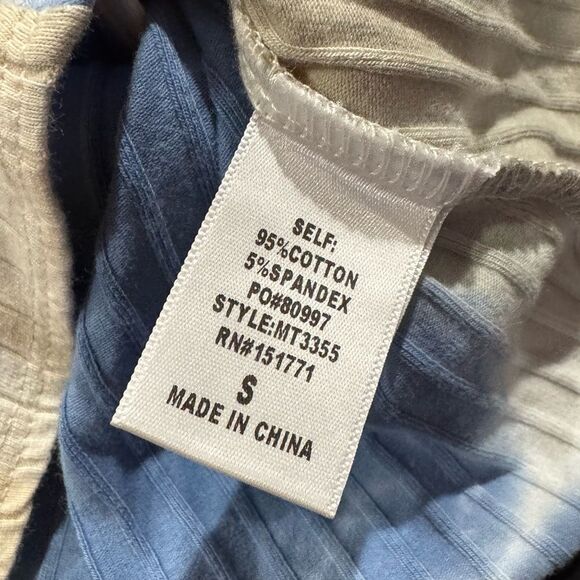 SELF:
95%COTTON
5%SPANDEX
PO#80997
STYLE:MT3355
RN#151771
S
MADE IN CHINA